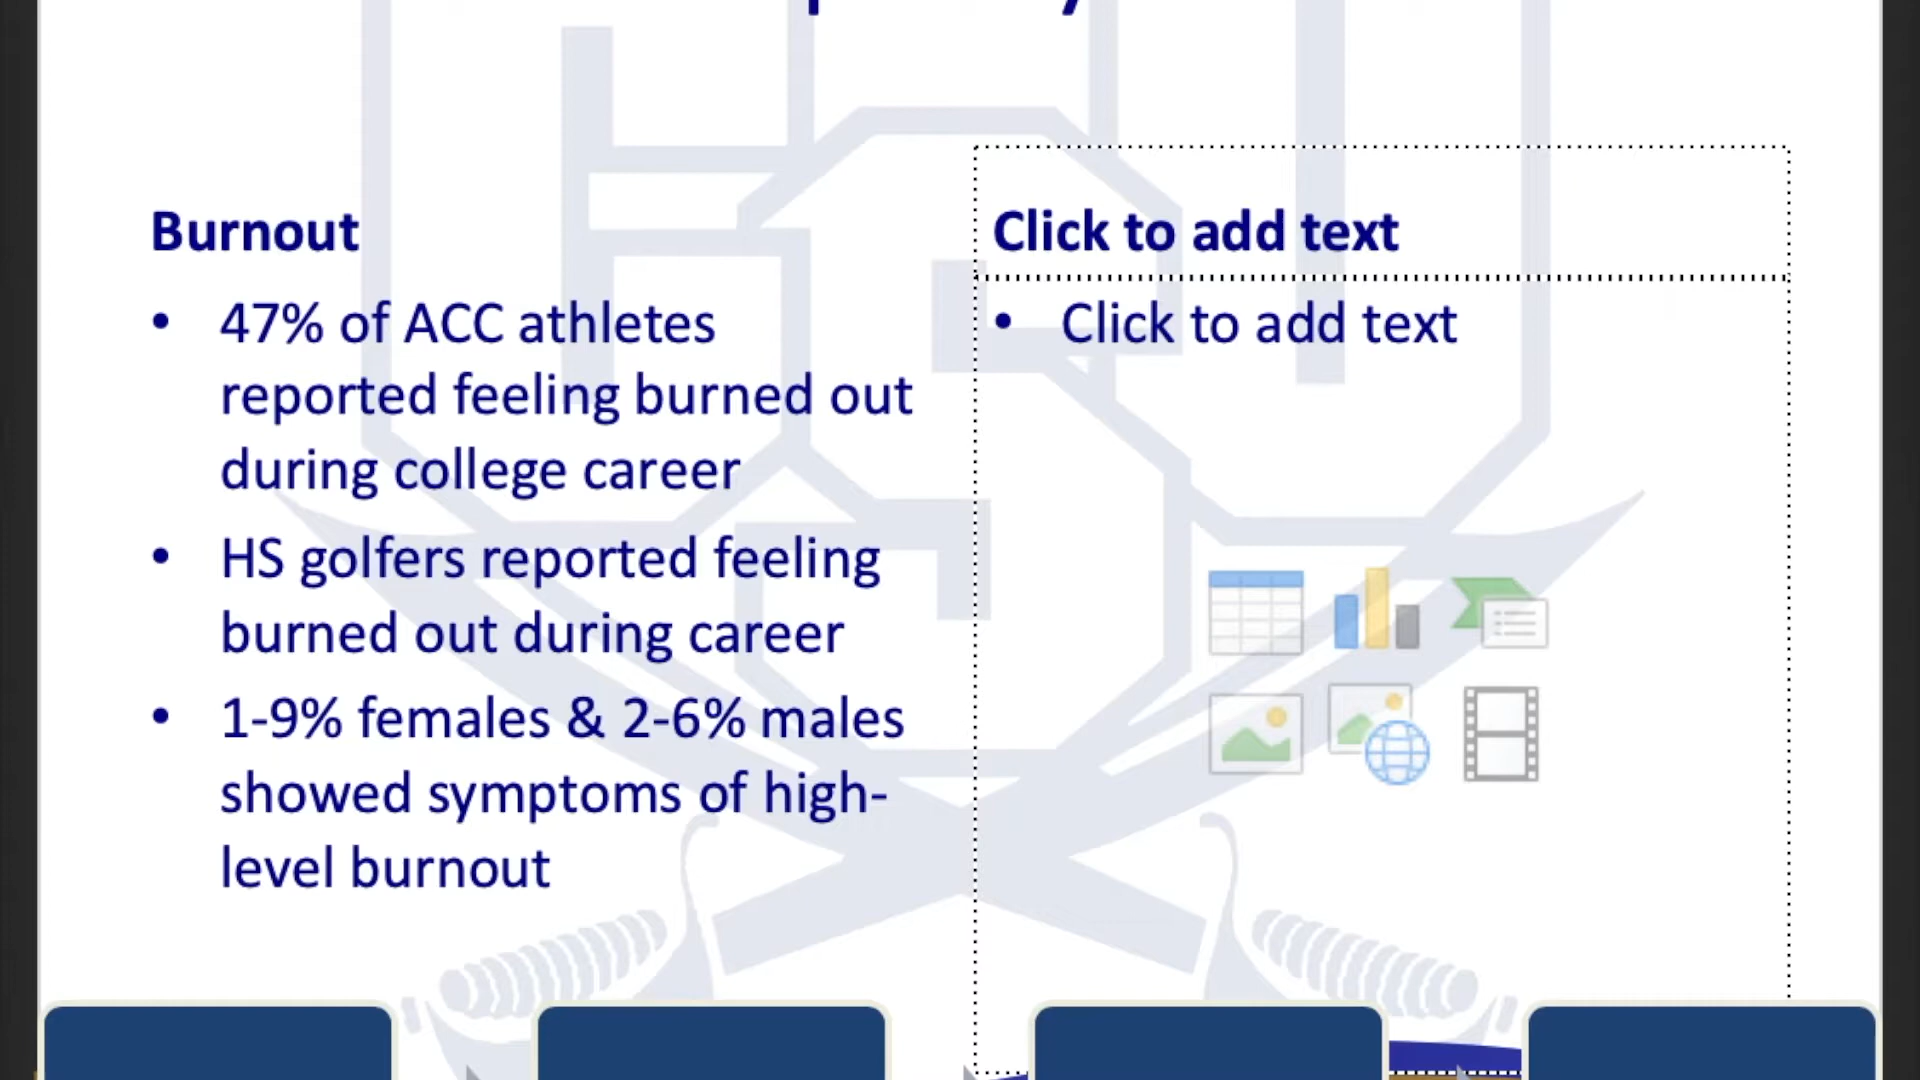 Burnout
• 47% of ACC athletes
reported feeling burned out
during college career
• HS golfers reported feeling
burned out during career
• 1-9% females & 2-6% males
showed symptoms of high-
level burnout
Click to add text
• Click to add text